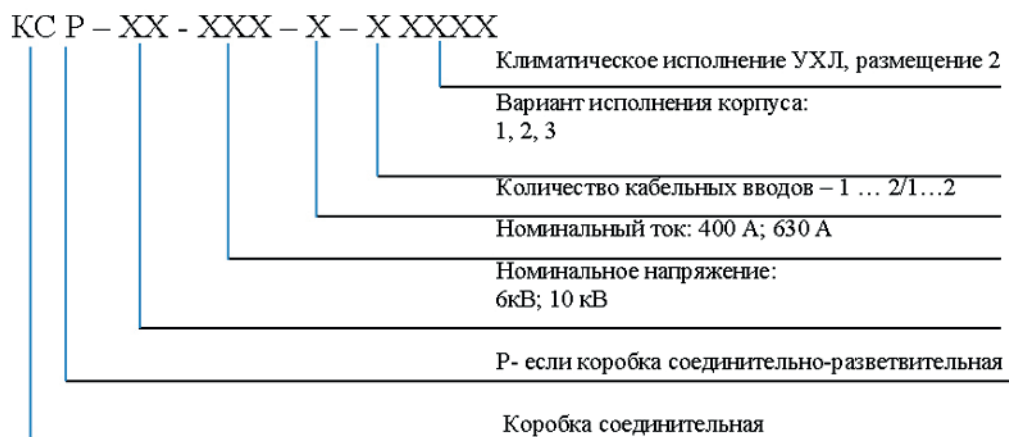 КС Р – ХХ - ХХХ – Х – Х ХХХХ
Климатическое исполнение УХЛ, размещение 2
Вариант исполнения корпуса:
1, 2, 3
Количество кабельных вводов – 1 … 2/1…2
Номинальный ток: 400 А; 630 А
Номинальное напряжение:
6кВ; 10 кВ
Р- если коробка соединительно-разветвительная
Коробка соединительная